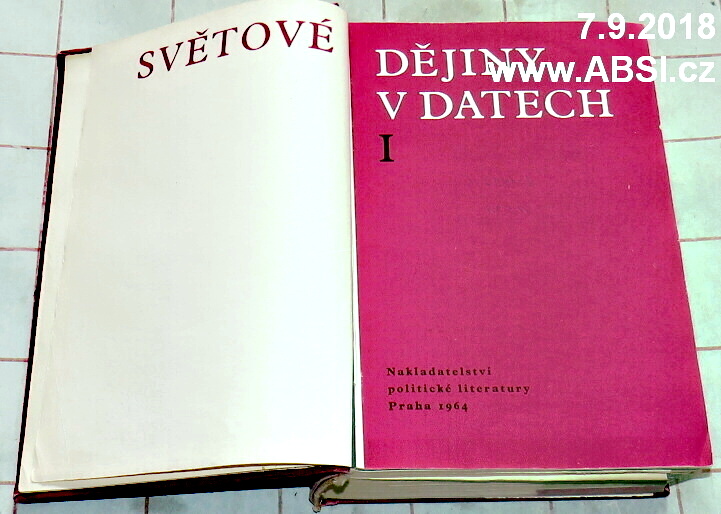 7.9.2018
www.ABSI.cz
SVĚTOVÉ
DĚJINY
V DATECH
I
Nakladatelství
politické literatury
Praha 1964